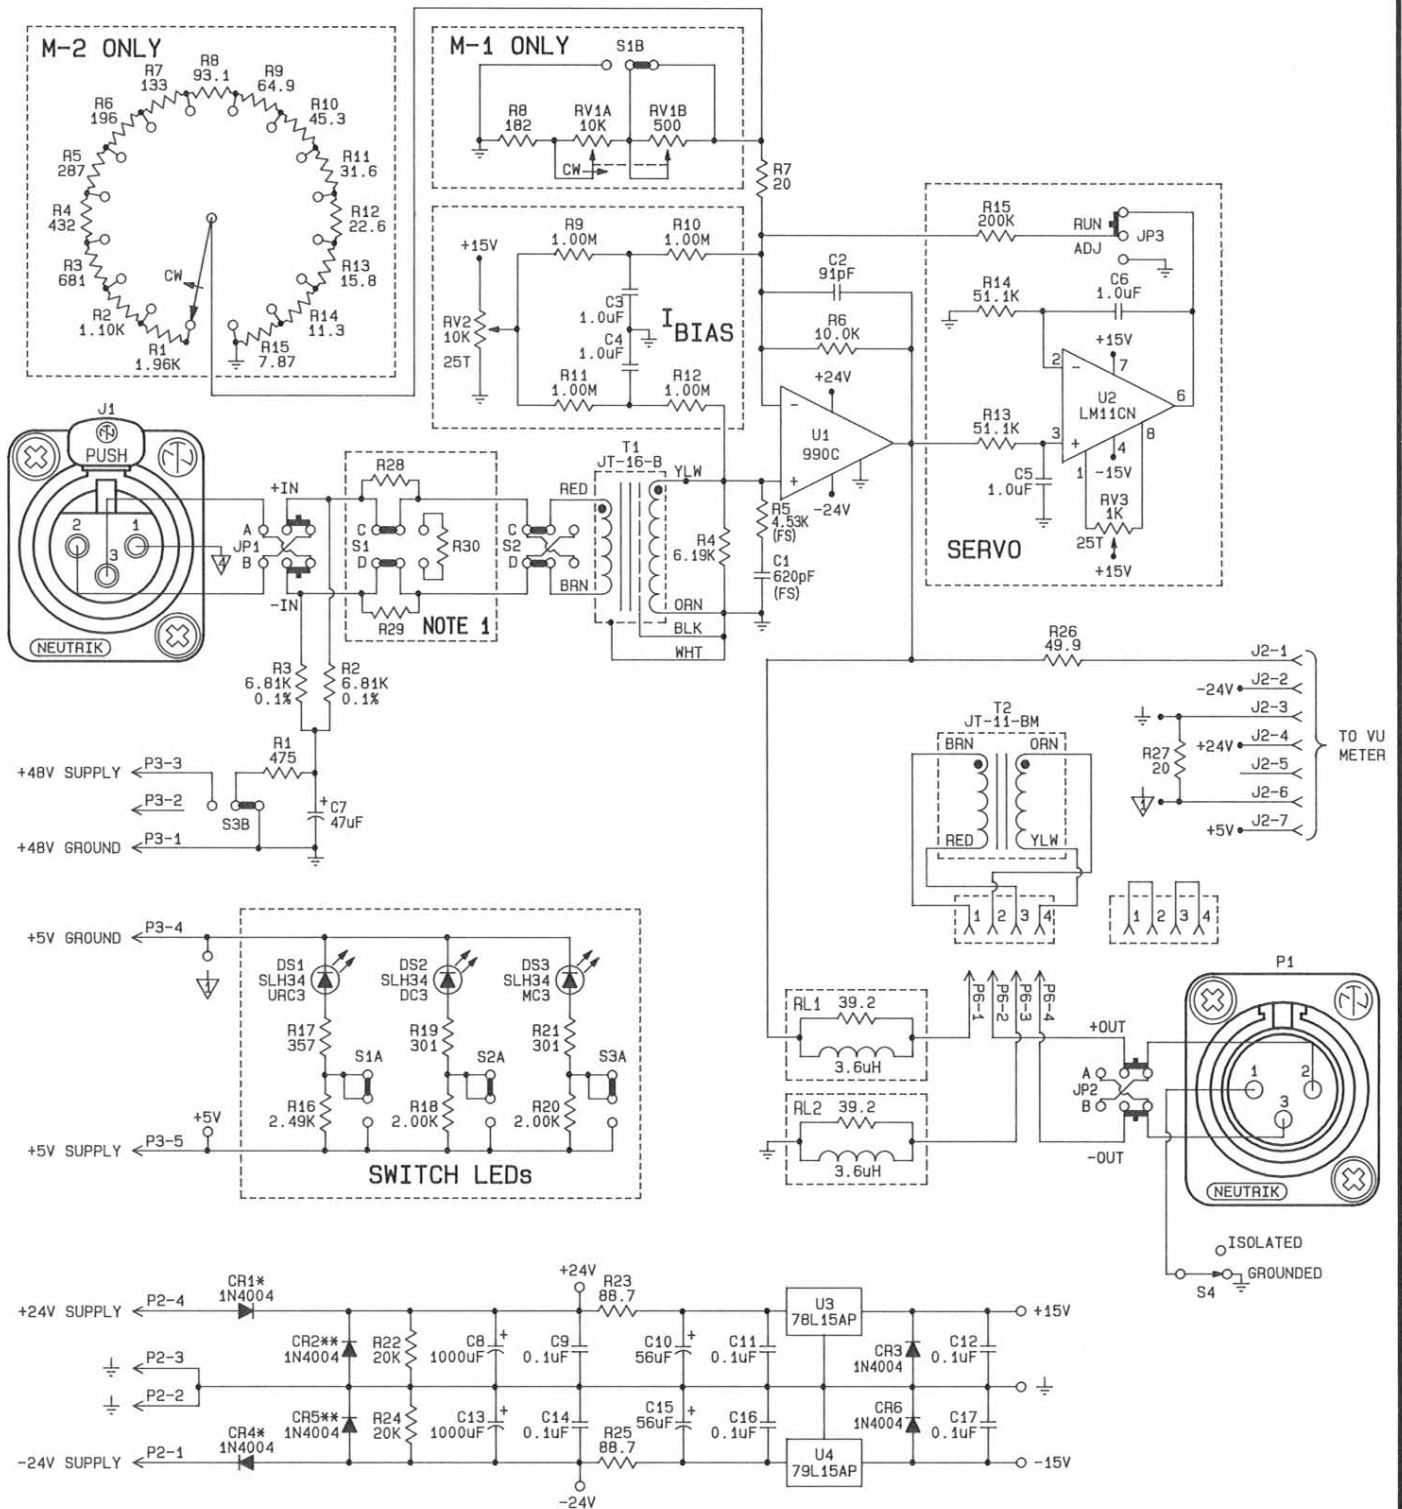 M-2 ONLY
R8
93.1
R7
133
R9
64.9
R6
196
R10
45.3
R5
287
R11
31.6
R4
432
R12
22.6
R3
681
R13
15.8
CW
R2
1.10K
R14
11.3
R1
1.96K
R15
7.87
M-1 ONLY
S1B
R8
182
RV1A
10K
RV1B
500
CW
R7
20
+15V
R9
1.00M
R10
1.00M
RV2
10K
25T
C3
1.0uF
C4
1.0uF
I BIAS
R11
1.00M
R12
1.00M
C2
91pF
R6
10.0K
+24V
-
+
U1
990C
-24V
R15
200K
RUN
ADJ
JP3
R14
51.1K
C6
1.0uF
+15V
2
7
U2
LM11CN
6
3
4
8
1
-
+
-15V
R13
51.1K
C5
1.0uF
RV3
1K
25T
+15V
SERVO
J1
PUSH
2
1
3
NEUTRIK
4
+IN
A
JP1
B
-IN
R28
C
S1
D
R30
R29
NOTE 1
C
S2
D
T1
JT-16-B
RED
YLW
BRN
ORN
BLK
WHT
R4
6.19K
R5
4.53K
(FS)
C1
620pF
(FS)
R3
6.81K
0.1%
R2
6.81K
0.1%
R1
475
+48V SUPPLY
P3-3
P3-2
S3B
+
C7
47uF
+48V GROUND
P3-1
R26
49.9
J2-1
-24V
J2-2
J2-3
+24V
J2-4
J2-5
J2-6
+5V
J2-7
R27
20
1
TO VU
METER
T2
JT-11-BM
BRN
ORN
RED
YLW
1 2 3 4
1 2 3 4
P6-1
P6-2
P6-3
P6-4
+5V GROUND
P3-4
1
DS1
SLH34
URC3
DS2
SLH34
DC3
DS3
SLH34
MC3
R17
357
R19
301
R21
301
S1A
S2A
S3A
R16
2.49K
R18
2.00K
R20
2.00K
+5V
+5V SUPPLY
P3-5
SWITCH LEDs
RL1
39.2
3.6uH
RL2
39.2
3.6uH
+OUT
A
JP2
B
-OUT
P1
1
2
3
NEUTRIK
ISOLATED
GROUNDED
S4
+24V SUPPLY
P2-4
CR1*
1N4004
+24V
R23
88.7
U3
78L15AP
+15V
CR2**
1N4004
R22
20K
C8
1000uF
+
C9
0.1uF
C10
56uF
+
C11
0.1uF
CR3
1N4004
C12
0.1uF
P2-3
P2-2
CR5**
1N4004
R24
20K
C13
1000uF
+
C14
0.1uF
C15
56uF
+
C16
0.1uF
CR6
1N4004
C17
0.1uF
-24V SUPPLY
P2-1
CR4*
1N4004
R25
88.7
U4
79L15AP
-15V
-24V